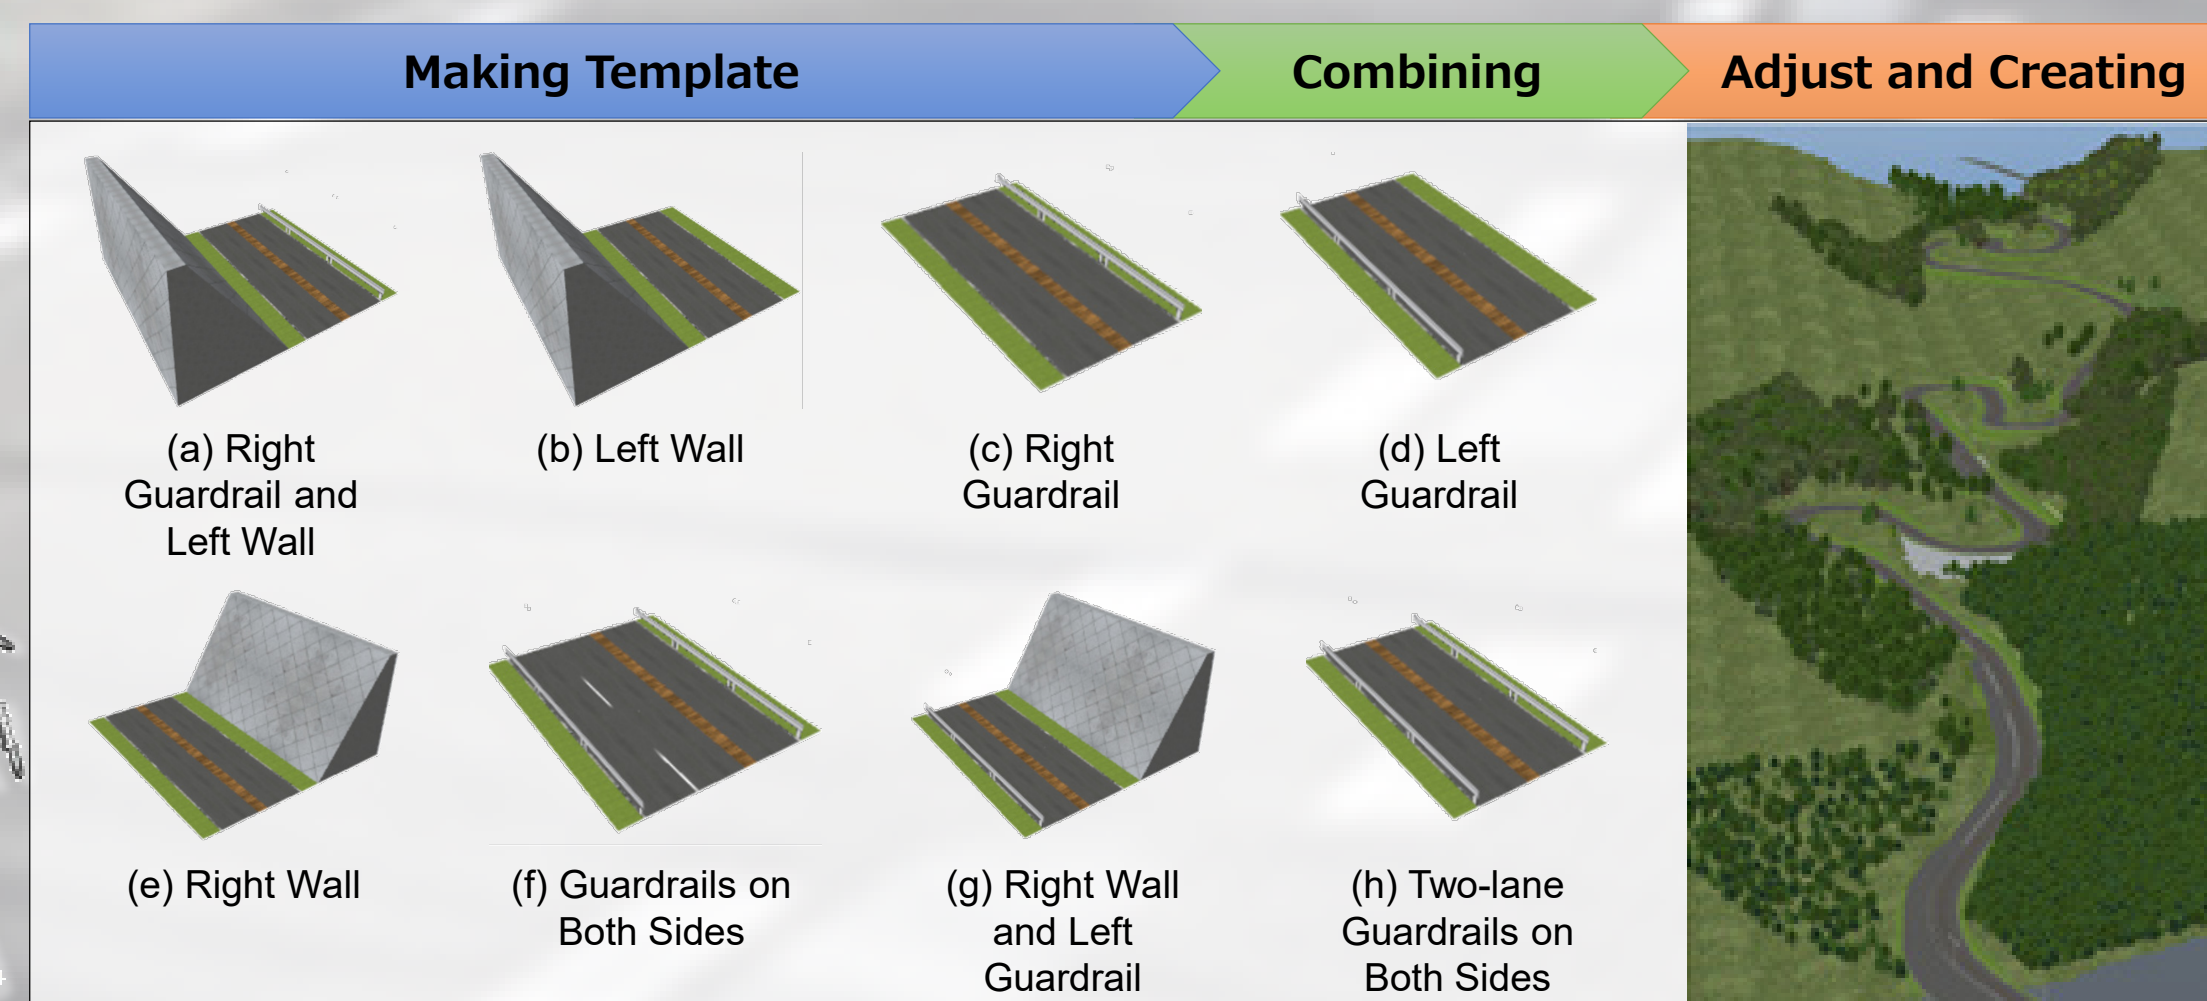 Making Template
Combining
Adjust and Creating
(a) Right
Guardrail and
Left Wall
(b) Left Wall
(c) Right
Guardrail
(d) Left
Guardrail
(e) Right Wall
(f) Guardrails on
Both Sides
(g) Right Wall
and Left
Guardrail
(h) Two-lane
Guardrails on
Both Sides